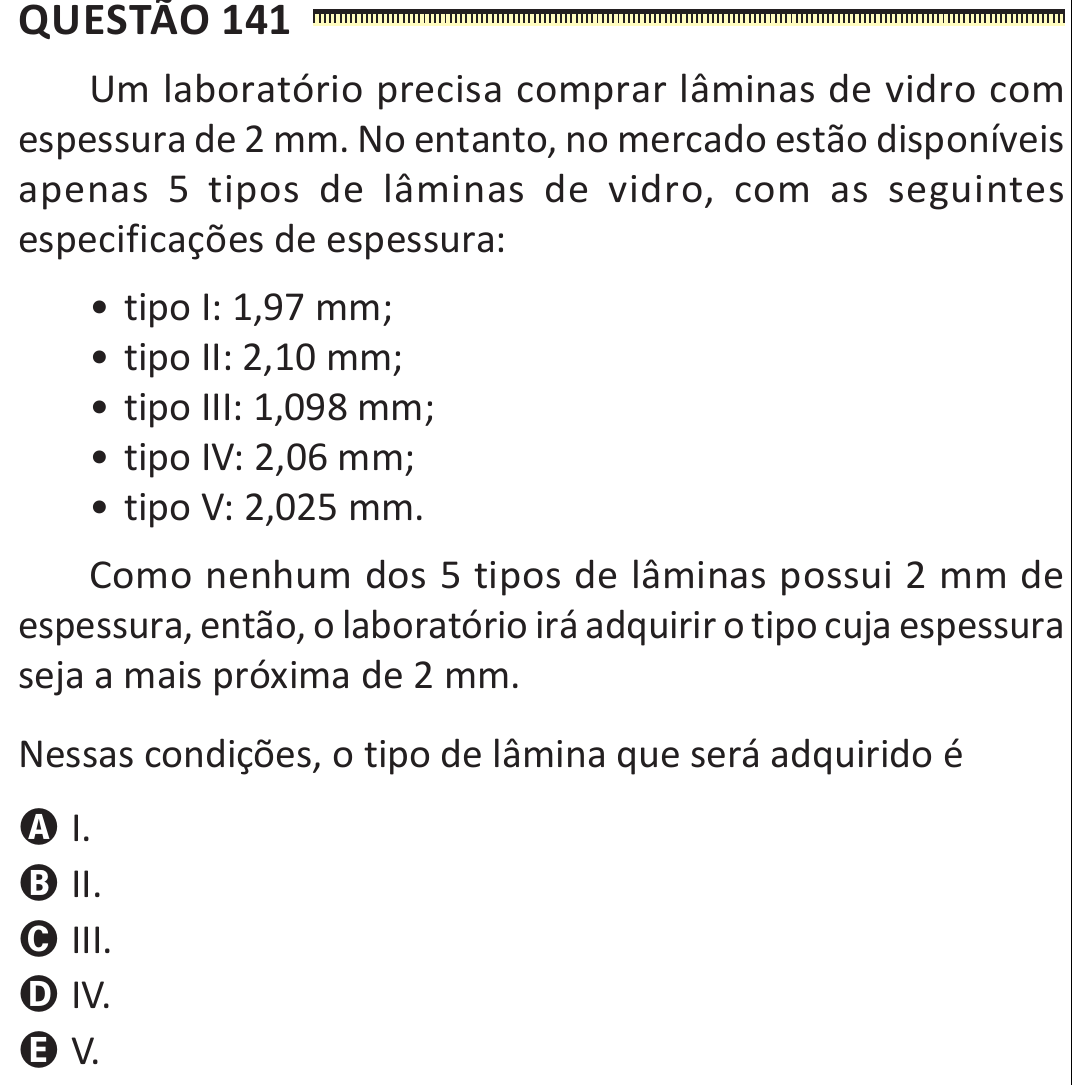 QUESTÃO 141
Um laboratório precisa comprar lâminas de vidro com
espessura de 2 mm. No entanto, no mercado estão disponíveis
apenas 5 tipos de lâminas de vidro, com as seguintes
especificações de espessura:
• tipo I: 1,97 mm;
• tipo II: 2,10 mm;
• tipo III: 1,098 mm;
• tipo IV: 2,06 mm;
• tipo V: 2,025 mm.
Como nenhum dos 5 tipos de lâminas possui 2 mm de
espessura, então, o laboratório irá adquirir o tipo cuja espessura
seja a mais próxima de 2 mm.
Nessas condições, o tipo de lâmina que será adquirido é
A I.
B II.
C III.
D IV.
E V.